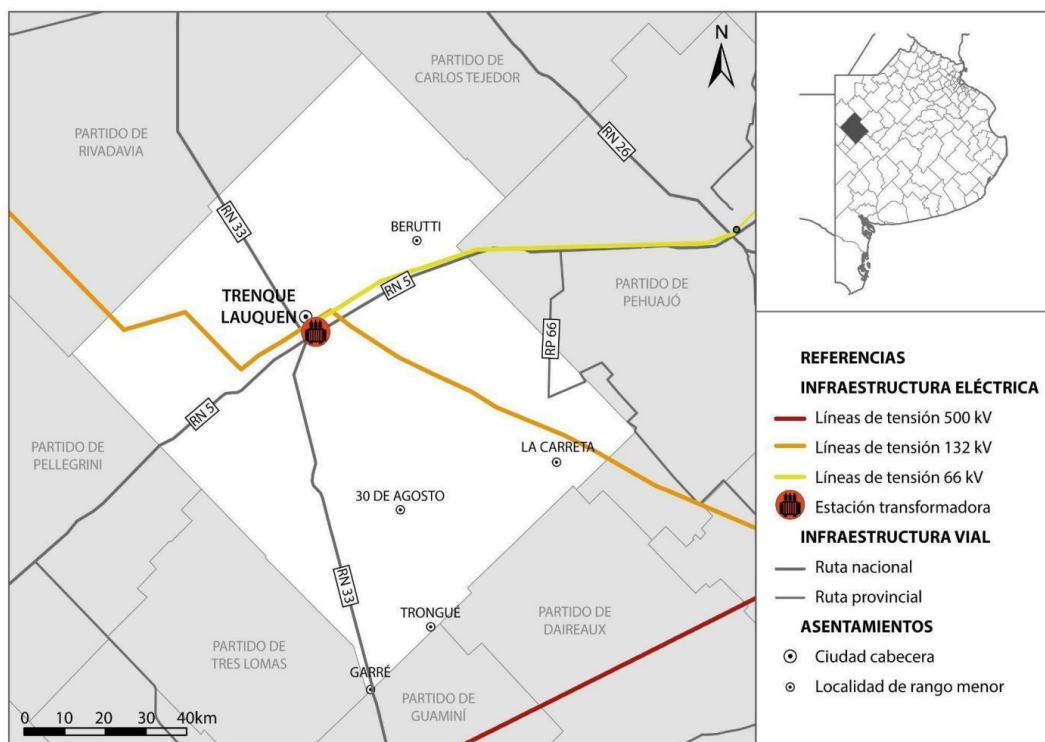 PARTIDO DE
CARLOS TEJEDOR
N
PARTIDO DE
RIVADAVIA
RN 26
RN 33
BERUTTI
RN 5
PARTIDO DE
PEHUAJÓ
TRENQUE
LAUQUEN
RP 66
RN 5
PARTIDO DE
PELLEGRINI
LA CARRETA
30 DE AGOSTO
RN 33
TRONGUÉ
PARTIDO DE
DAIREAUX
PARTIDO DE
TRES LOMAS
GARRÉ
PARTIDO DE
GUAMINÍ
0 10 20 30 40km
REFERENCIAS
INFRAESTRUCTURA ELÉCTRICA
Líneas de tensión 500 kV
Líneas de tensión 132 kV
Líneas de tensión 66 kV
Estación transformadora
INFRAESTRUCTURA VIAL
Ruta nacional
Ruta provincial
ASENTAMIENTOS
Ciudad cabecera
Localidad de rango menor